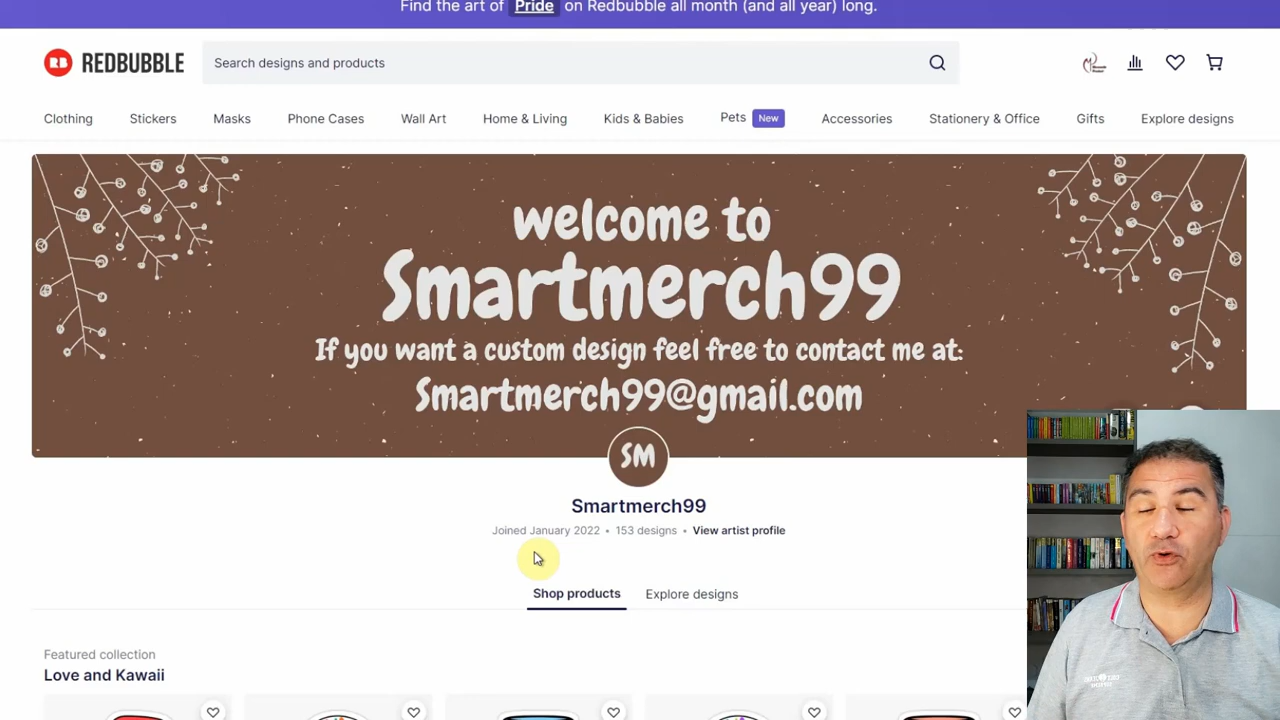 Find the art of Pride on Redbubble all month (and all year) long.
RB REDBUBBLE
Search designs and products
Clothing Stickers Masks Phone Cases Wall Art Home & Living Kids & Babies Pets New Accessories Stationery & Office Gifts Explore designs
welcome to
Smartmerch99
If you want a custom design feel free to contact me at:
Smartmerch99@gmail.com
SM
Smartmerch99
Joined January 2022 • 153 designs • View artist profile
Shop products Explore designs
Featured collection
Love and Kawaii